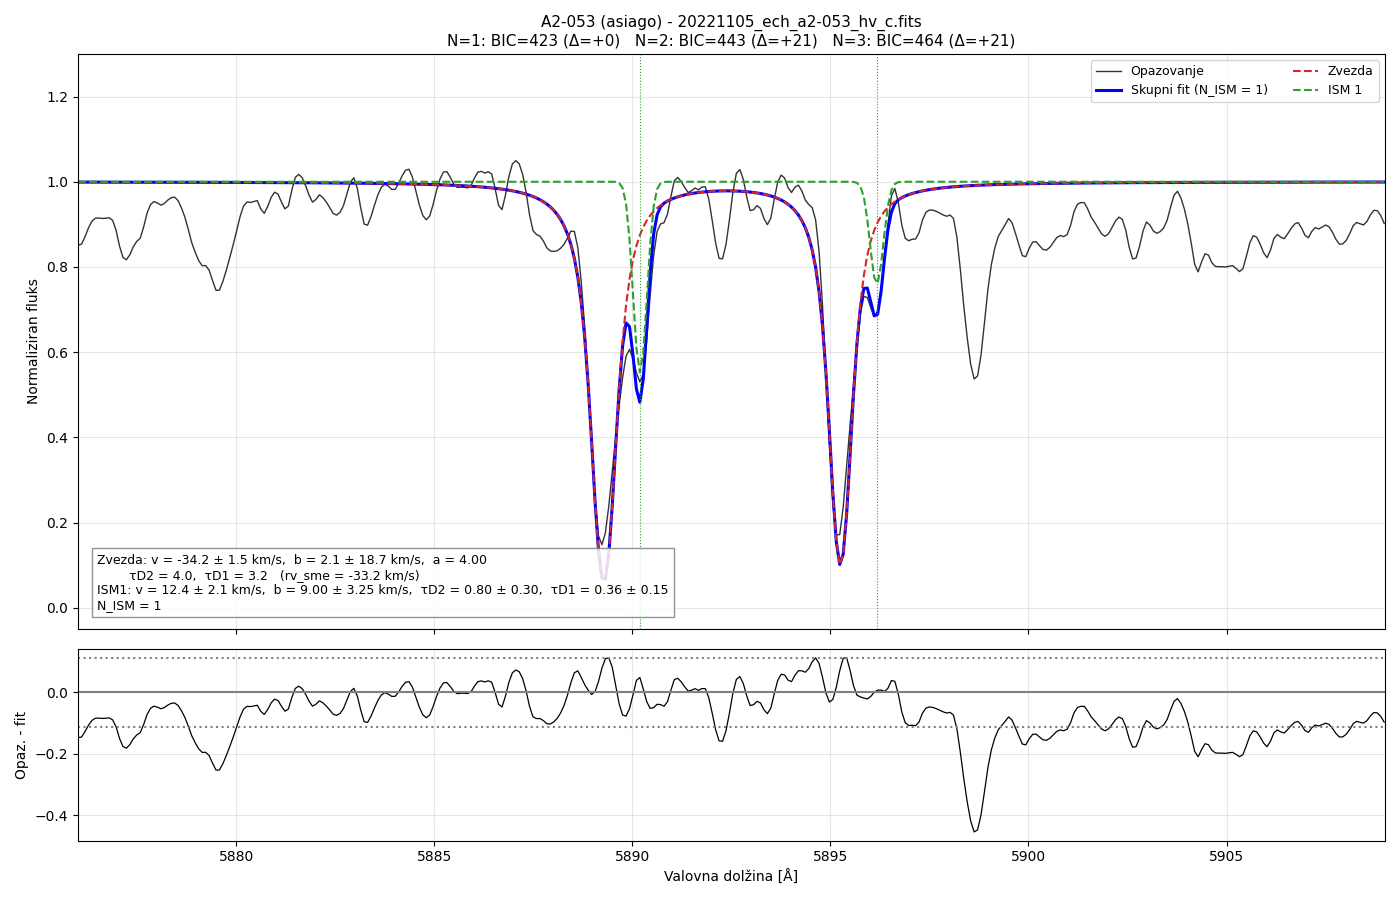 A2-053 (asiago) - 20221105_ech_a2-053_hv_c.fits
N=1: BIC=423 (Δ=+0)   N=2: BIC=443 (Δ=+21)   N=3: BIC=464 (Δ=+21)
Opazovanje
Skupni fit (N_ISM = 1)
Zvezda
ISM 1
Normaliziran fluks
1.2
1.0
0.8
0.6
0.4
0.2
0.0
Zvezda: v = -34.2 ± 1.5 km/s,  b = 2.1 ± 18.7 km/s,  a = 4.00
τD2 = 4.0,  τD1 = 3.2   (rv_sme = -33.2 km/s)
ISM1: v = 12.4 ± 2.1 km/s,  b = 9.00 ± 3.25 km/s,  τD2 = 0.80 ± 0.30,  τD1 = 0.36 ± 0.15
N_ISM = 1
Opaz. - fit
0.0
−0.2
−0.4
5880
5885
5890
5895
5900
5905
Valovna dolžina [Å]